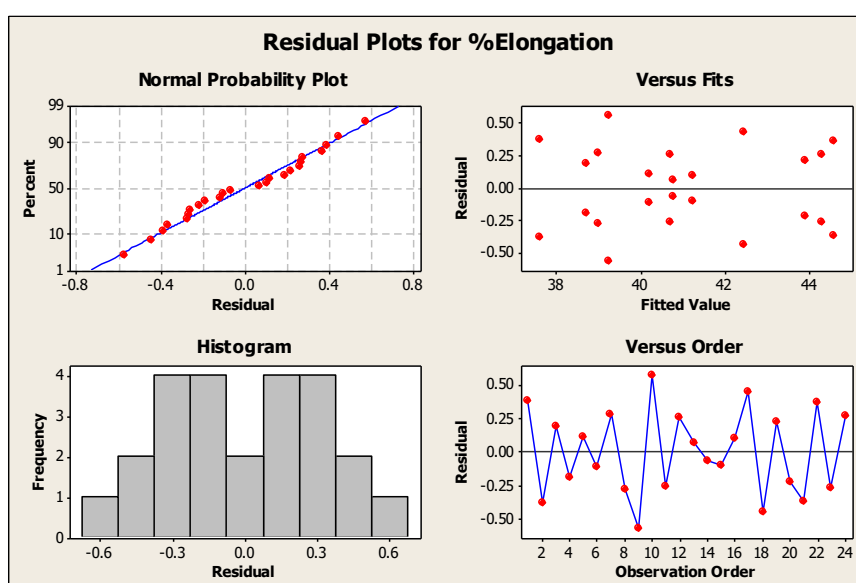 Residual Plots for %Elongation
Normal Probability Plot
Percent
99
90
50
10
1
-0.8 -0.4 0.0 0.4 0.8
Residual
Versus Fits
Residual
0.50
0.25
0.00
-0.25
-0.50
38 40 42 44
Fitted Value
Histogram
Frequency
4
3
2
1
0
-0.6 -0.3 0.0 0.3 0.6
Residual
Versus Order
Residual
0.50
0.25
0.00
-0.25
-0.50
2 4 6 8 10 12 14 16 18 20 22 24
Observation Order